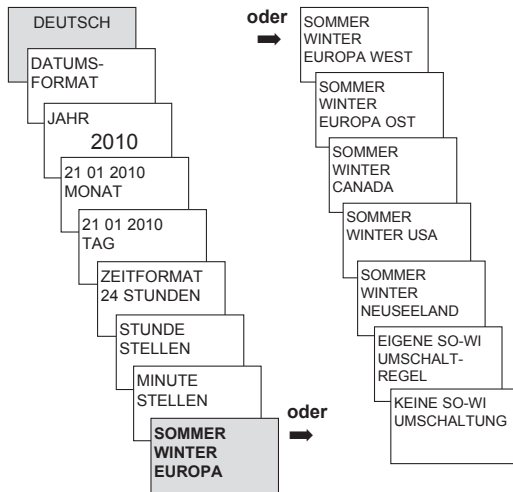 DEUTSCH
DATUMS-
FORMAT
JAHR
2010
21 01 2010
MONAT
21 01 2010
TAG
ZEITFORMAT
24 STUNDEN
STUNDE
STELLEN
MINUTE
STELLEN
SOMMER
WINTER
EUROPA
oder
oder
SOMMER
WINTER
EUROPA WEST
SOMMER
WINTER
EUROPA OST
SOMMER
WINTER
CANADA
SOMMER
WINTER USA
SOMMER
WINTER
NEUSEELAND
EIGENE SO-WI
UMSCHALT-
REGEL
KEINE SO-WI
UMSCHALTUNG